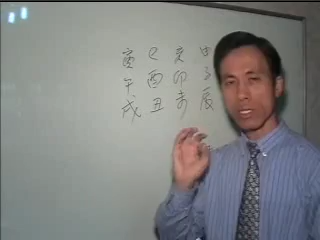 寅 巳 亥 申
午 酉 卯 子
戌 丑 未 辰